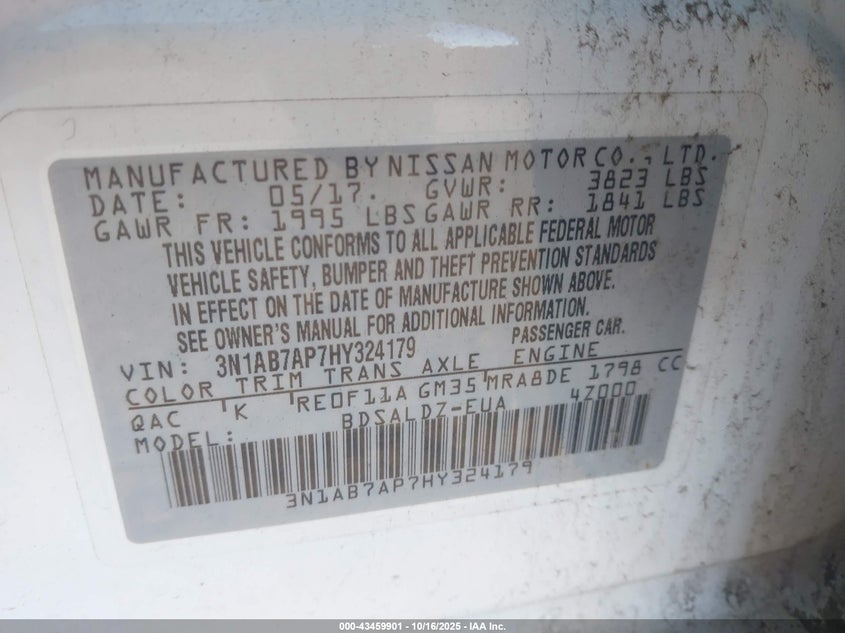 MANUFACTURED BY NISSAN MOTOR CO., LTD.
DATE: 05/17. GVWR: 3823 LBS
GAWR FR: 1995 LBS GAWR RR: 1841 LBS
THIS VEHICLE CONFORMS TO ALL APPLICABLE FEDERAL MOTOR
VEHICLE SAFETY, BUMPER AND THEFT PREVENTION STANDARDS
IN EFFECT ON THE DATE OF MANUFACTURE SHOWN ABOVE.
SEE OWNER'S MANUAL FOR ADDITIONAL INFORMATION.
VIN: 3N1AB7AP7HY324179 PASSENGER CAR.
COLOR TRIM TRANS AXLE ENGINE
QAC K RE0F11A GM35 MRA8DE 1798 CC
MODEL: BDSALDZ-EUA 4Z000
3N1AB7AP7HY324179
000-43459901 - 10/16/2025 - IAA Inc.